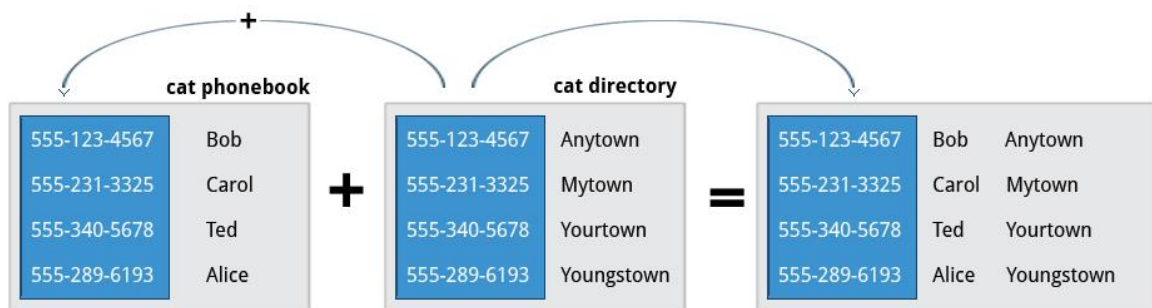 +
cat phonebook
555-123-4567 Bob
555-231-3325 Carol
555-340-5678 Ted
555-289-6193 Alice
+
cat directory
555-123-4567 Anytown
555-231-3325 Mytown
555-340-5678 Yourtown
555-289-6193 Youngstown
=
555-123-4567 Bob Anytown
555-231-3325 Carol Mytown
555-340-5678 Ted Yourtown
555-289-6193 Alice Youngstown